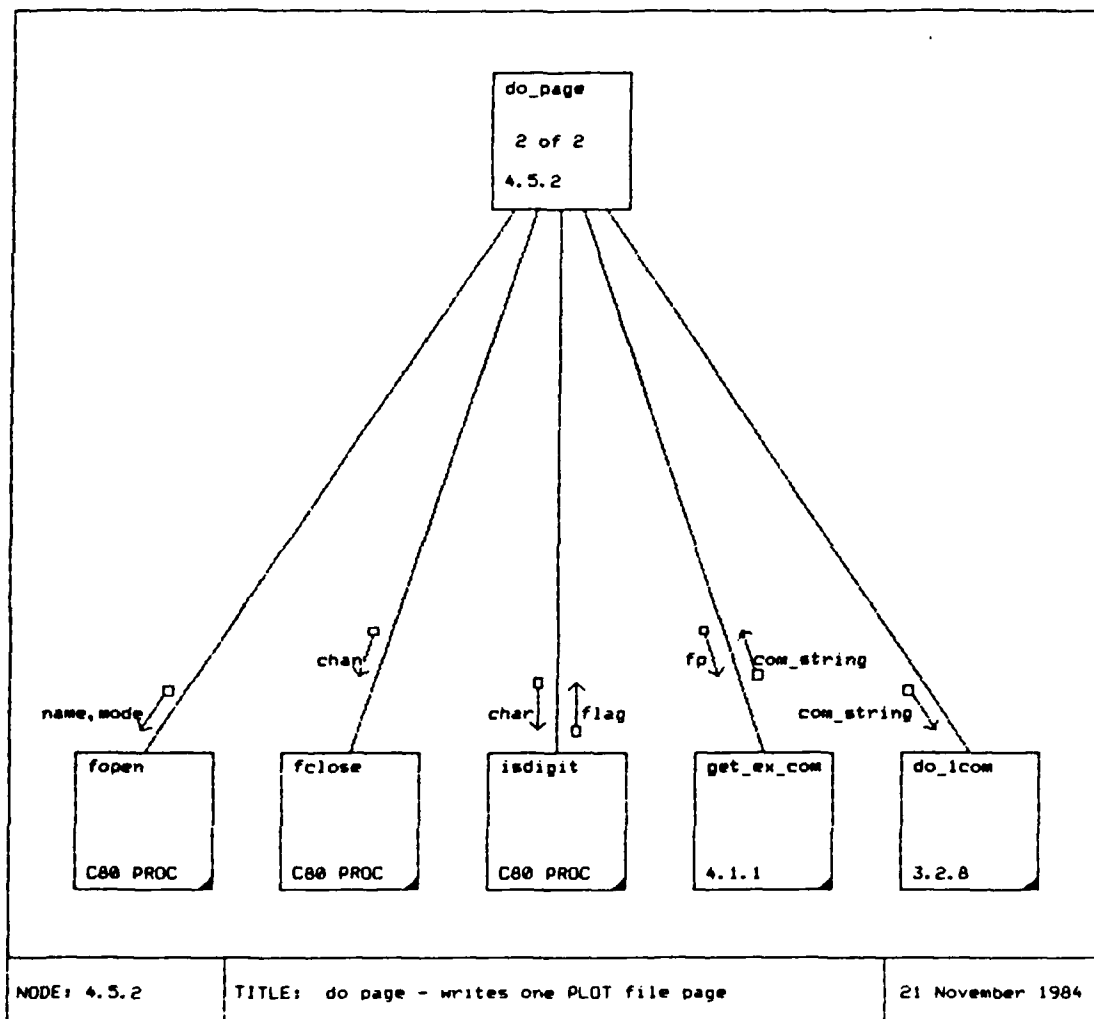 do_page
2 of 2
4.5.2
chan
fp
com_string
name,mode
char
flag
com_string
fopen
fclose
isdigit
get_ex_com
do_1com
C80 PROC
C80 PROC
C80 PROC
4.1.1
3.2.8
NODE: 4.5.2
TITLE: do page - writes one PLOT file page
21 November 1984